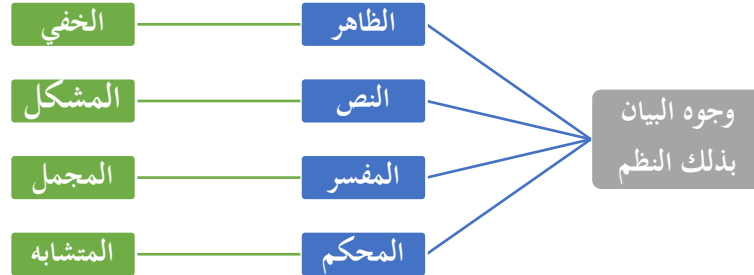 وجوه البيان
بذلك النظم
الظاهر
الخفي
النص
المشكل
المفسر
المجمل
المحكم
المتشابه